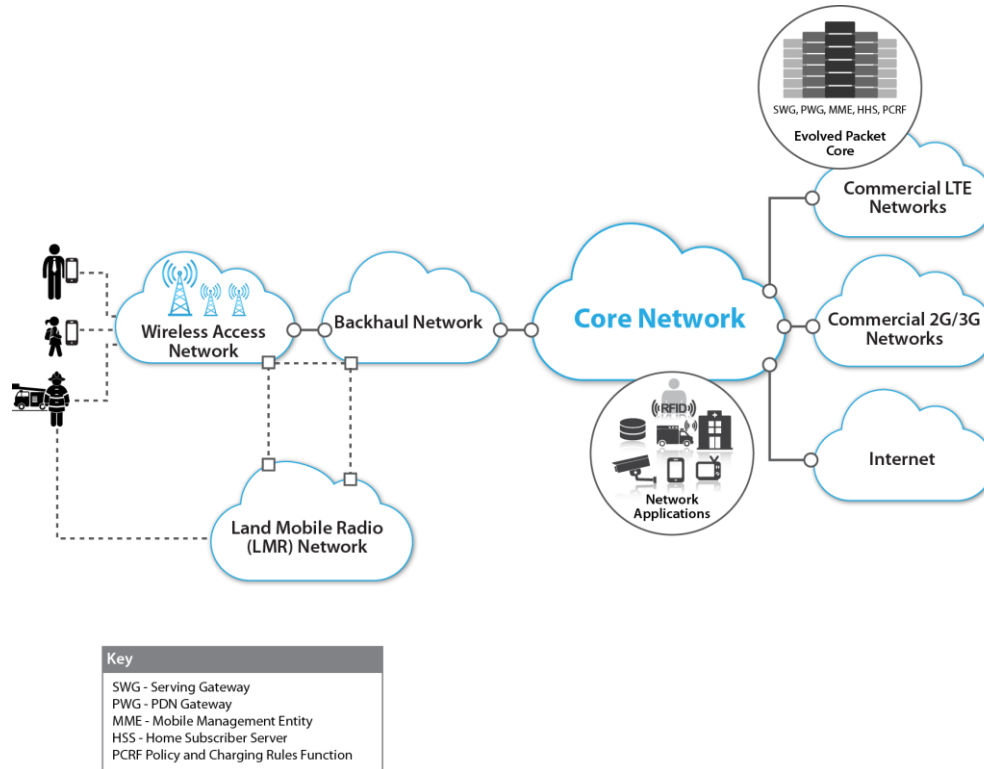 SWG, PWG, MME, HHS, PCRF
Evolved Packet
Core
Commercial LTE
Networks
Wireless Access
Network
Backhaul Network
Core Network
Commercial 2G/3G
Networks
RFID
Network
Applications
Internet
Land Mobile Radio
(LMR) Network
Key
SWG - Serving Gateway
PWG - PDN Gateway
MME - Mobile Management Entity
HSS - Home Subscriber Server
PCRF Policy and Charging Rules Function